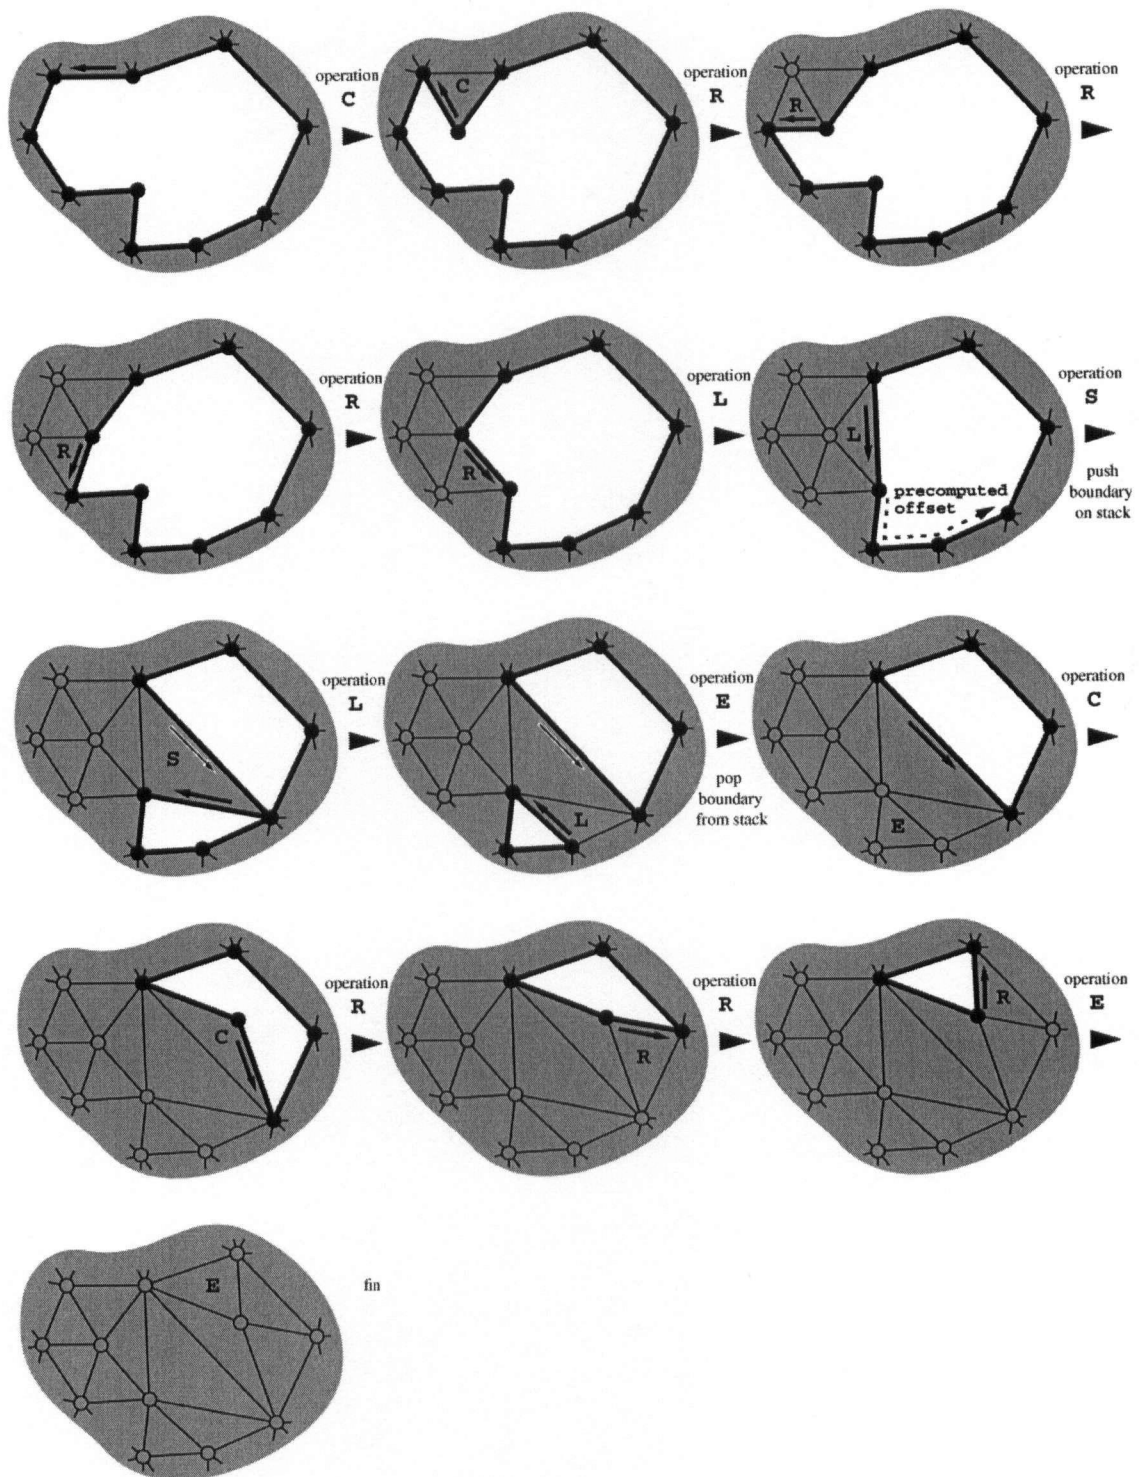 operation
C
C
operation
R
R
operation
R
R
operation
R
R
operation
L
L
precomputed
offset
operation
S
push
boundary
on stack
S
operation
L
L
operation
E
pop
boundary
from stack
E
operation
C
C
operation
R
R
operation
R
R
operation
E
E
fin